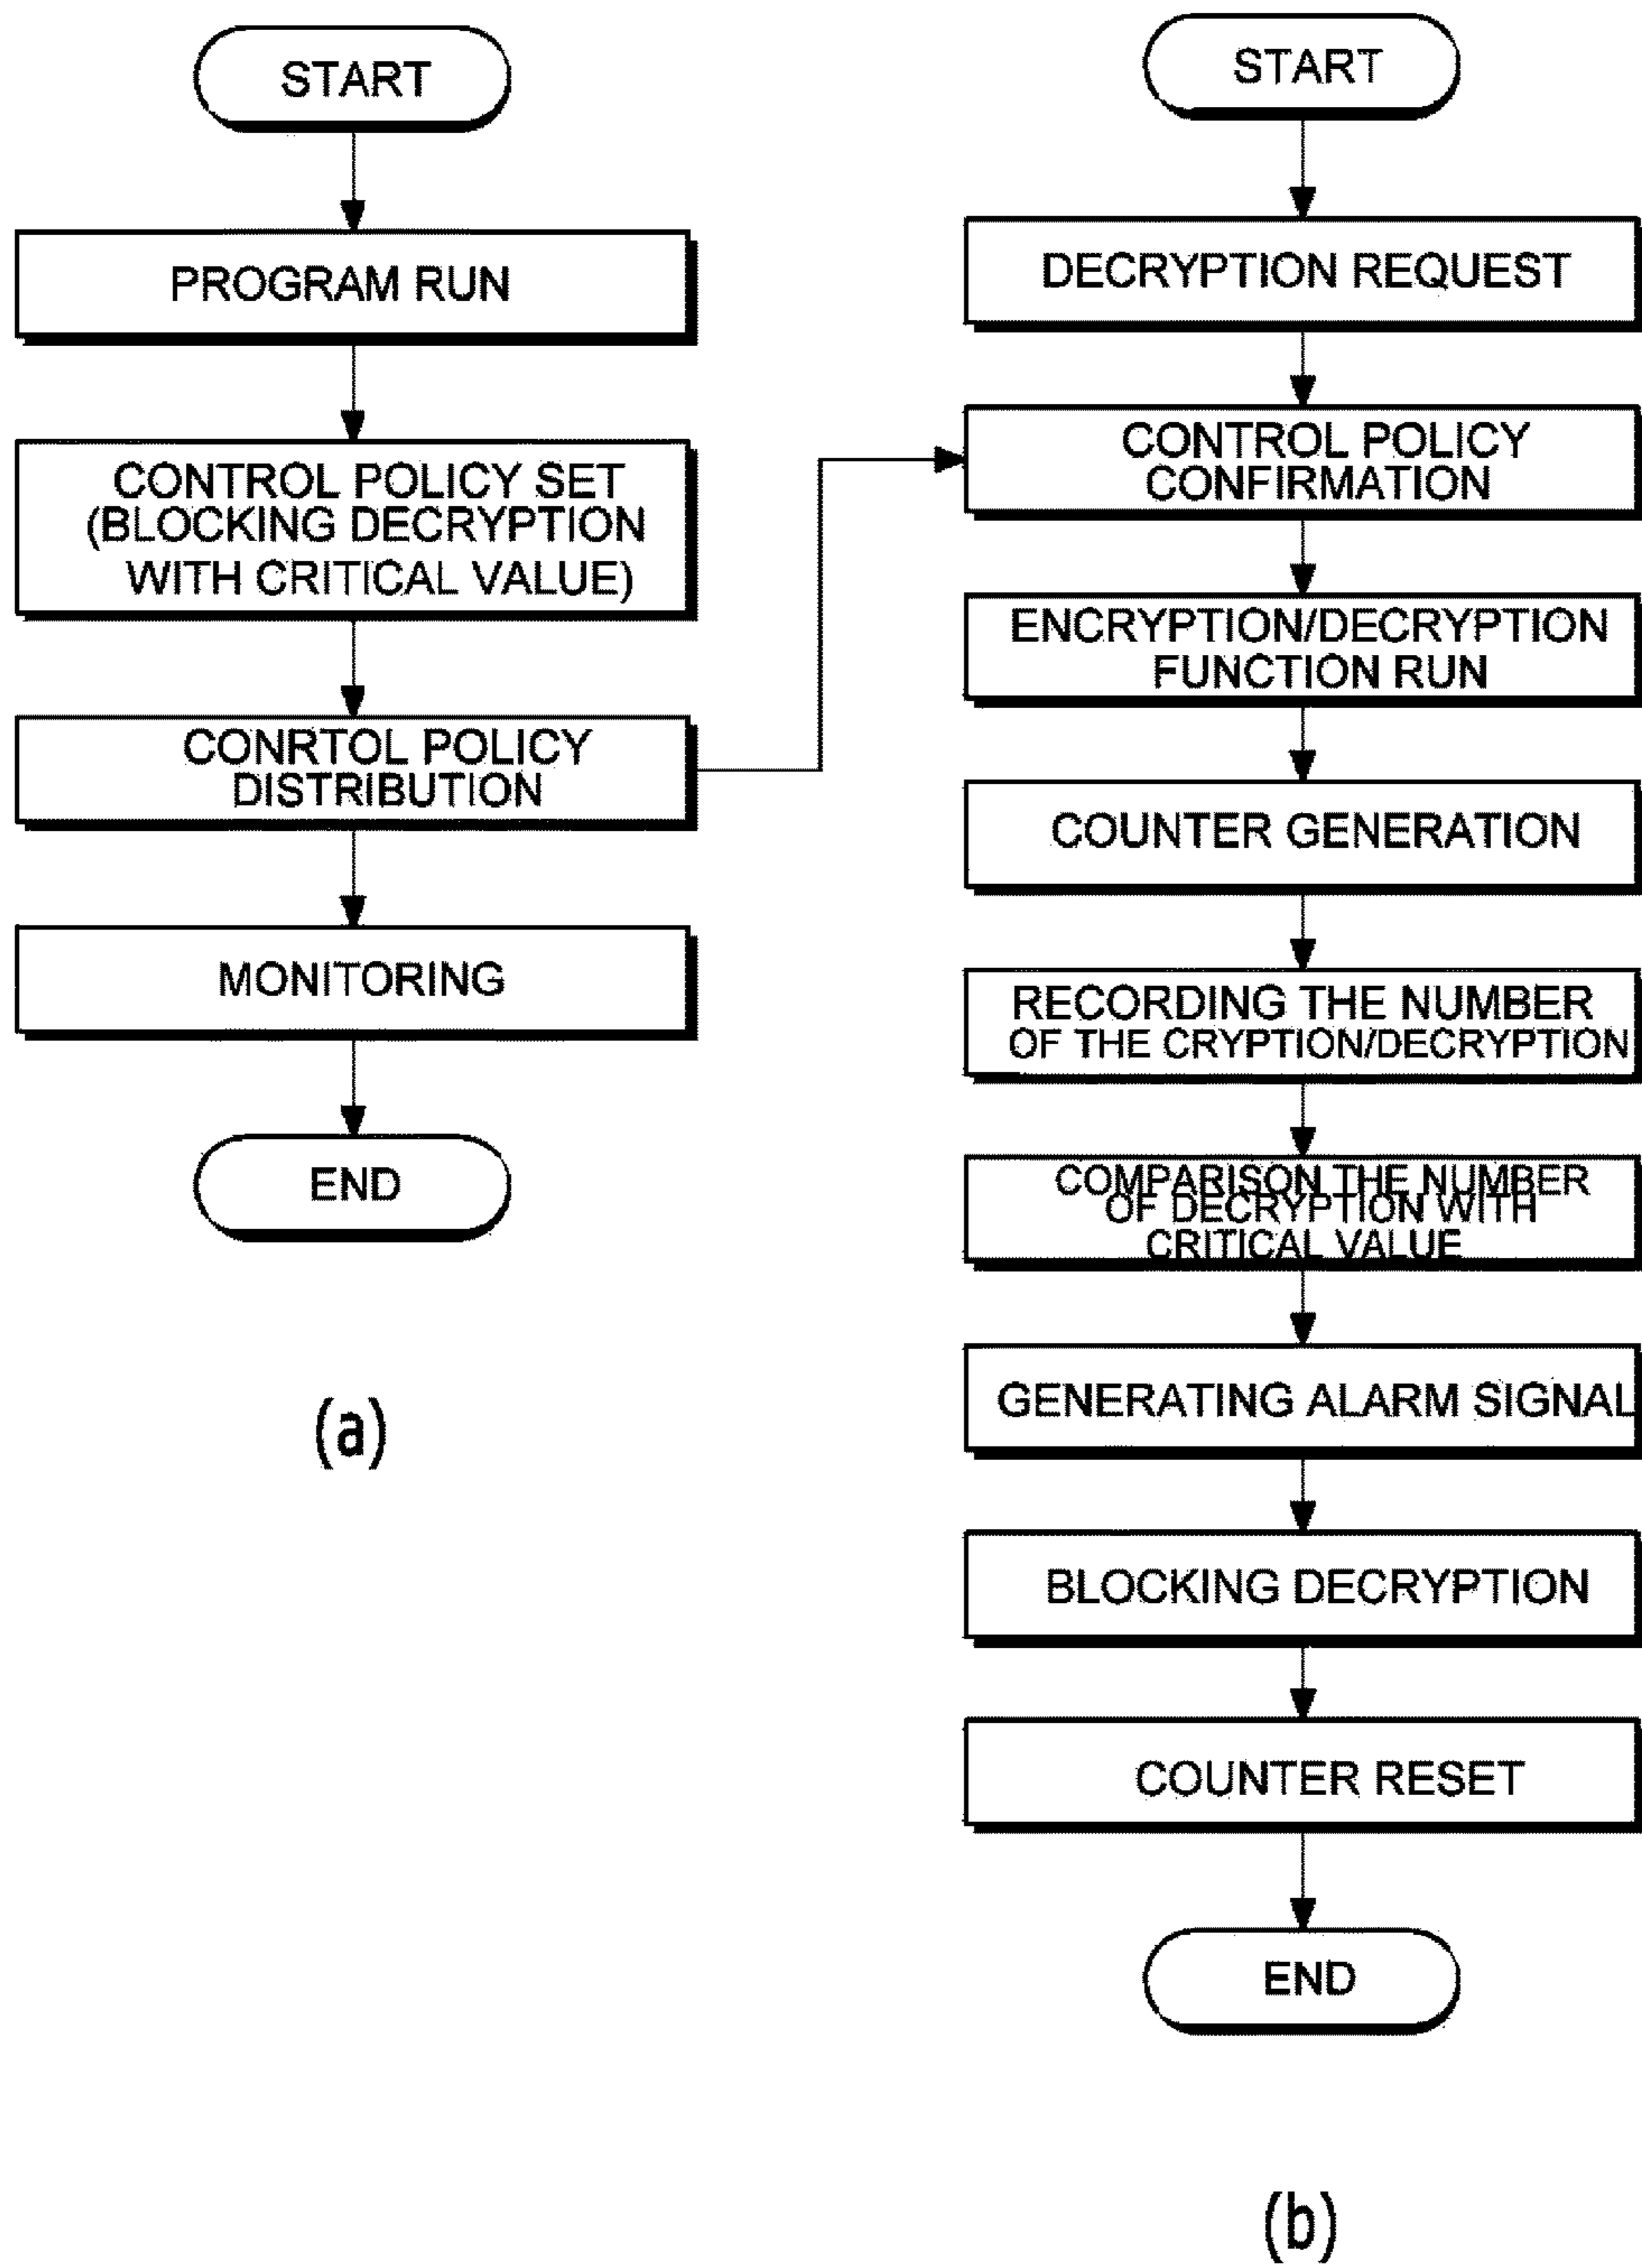 START
PROGRAM RUN
CONTROL POLICY SET
(BLOCKING DECRYPTION
WITH CRITICAL VALUE)
CONRTOL POLICY
DISTRIBUTION
MONITORING
END
(a)
START
DECRYPTION REQUEST
CONTROL POLICY
CONFIRMATION
ENCRYPTION/DECRYPTION
FUNCTION RUN
COUNTER GENERATION
RECORDING THE NUMBER
OF THE CRYPTION/DECRYPTION
COMPARISON THE NUMBER
OF DECRYPTION WITH
CRITICAL VALUE
GENERATING ALARM SIGNAL
BLOCKING DECRYPTION
COUNTER RESET
END
(b)